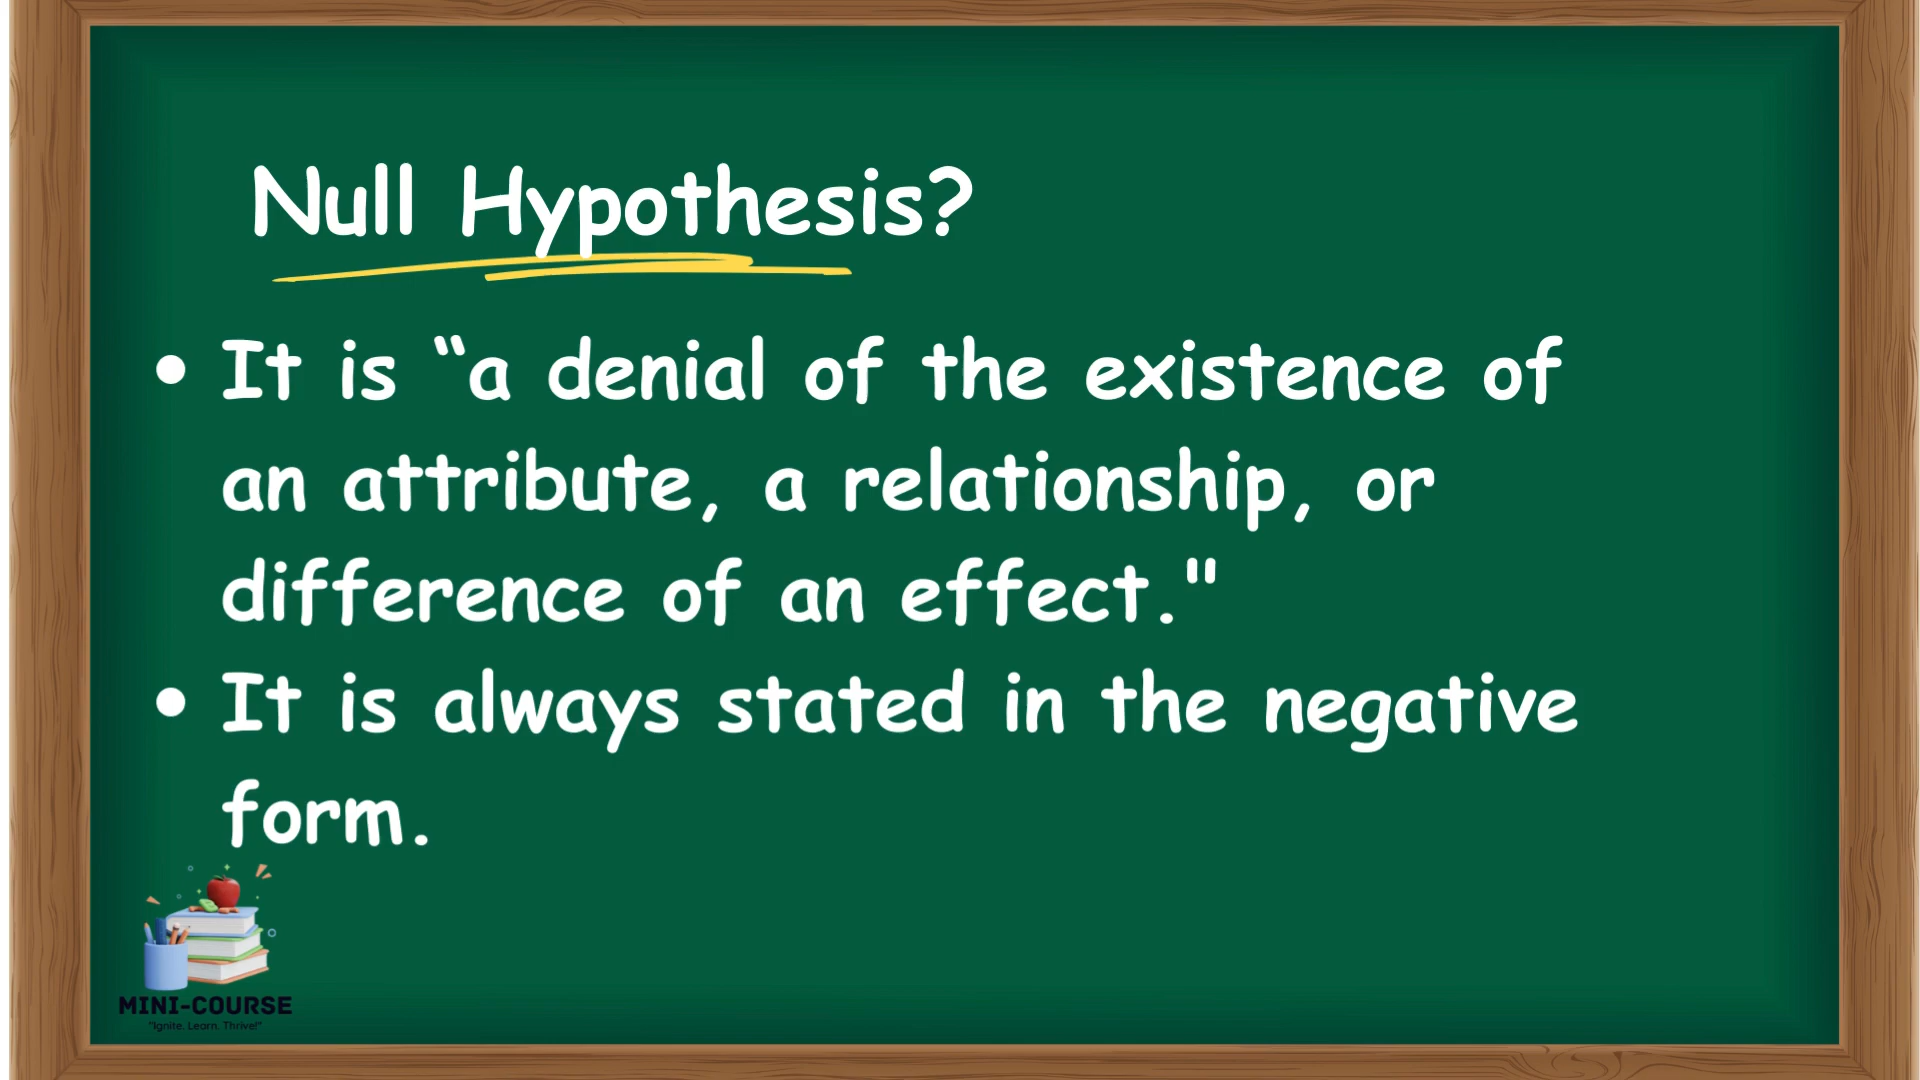 Null Hypothesis?
• It is “a denial of the existence of
an attribute, a relationship, or
difference of an effect."
• It is always stated in the negative
form.
MINI-COURSE
"Ignite. Learn. Thrive!"